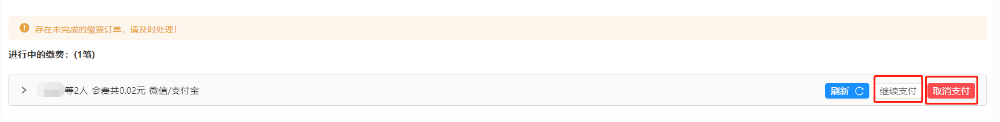 存在未完成的缴费订单，请及时处理！
进行中的缴费：(1笔)
等2人 会费共0.02元 微信/支付宝 刷新 继续支付 取消支付